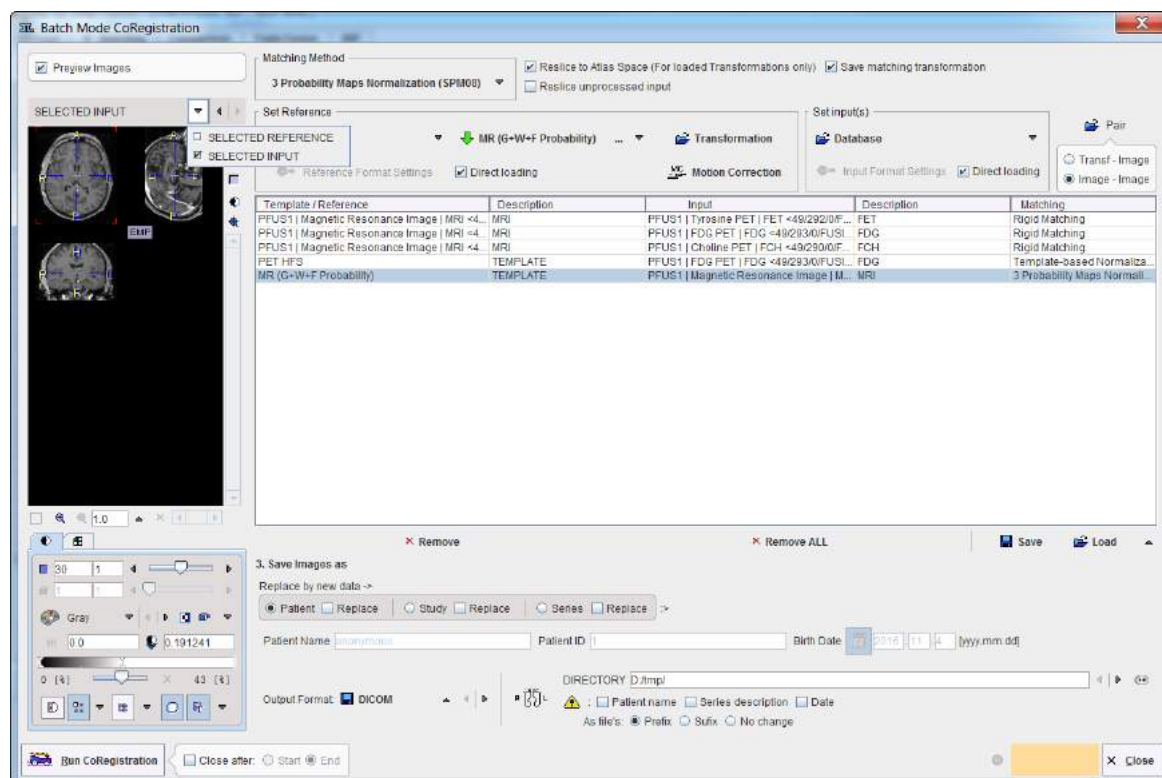 Batch Mode CoRegistration
Preview Images
Matching Method
3 Probability Maps Normalization (SPM08)
Reslice to Atlas Space (For loaded Transformations only) Save matching transformation
Reslice unprocessed input
SELECTED INPUT
SELECTED REFERENCE
SELECTED INPUT
Set Reference
MR (G+W+F Probability) ... Transformation
Reference Format Settings Direct loading Motion Correction
Set input(s)
Database
Input Format Settings Direct loading
Pair
Transf - Image
Image - Image
Template / Reference Description Input Description Matching
PFUS1 | Magnetic Resonance Image | MRI <4... MRI PFUS1 | Tyrosine PET | FET <49/292/0/F... FET Rigid Matching
PFUS1 | Magnetic Resonance Image | MRI <4... MRI PFUS1 | FDG PET | FDG <49/293/0/FUSI... FDG Rigid Matching
PFUS1 | Magnetic Resonance Image | MRI <4... MRI PFUS1 | Choline PET | FCH <49/290/0/F... FCH Rigid Matching
PET HFS TEMPLATE PFUS1 | FDG PET | FDG <49/293/0/FUSI... FDG Template-based Normaliza...
MR (G+W+F Probability) TEMPLATE PFUS1 | Magnetic Resonance Image | M... MRI 3 Probability Maps Normali...
EMF
1.0
Remove Remove ALL Save Load
30 1
1 1
Gray
0.0 0.191241
0 [%] 43 [%]
3. Save Images as
Replace by new data ->
Patient Replace Study Replace Series Replace >
Patient Name anonymous Patient ID 1 Birth Date 2016 11 4 [yyyy.mm.dd]
Output Format: DICOM
R L
DIRECTORY D:/tmp/
: Patient name Series description Date
As file's: Prefix Sufix No change
Run CoRegistration Close after: Start End
Close